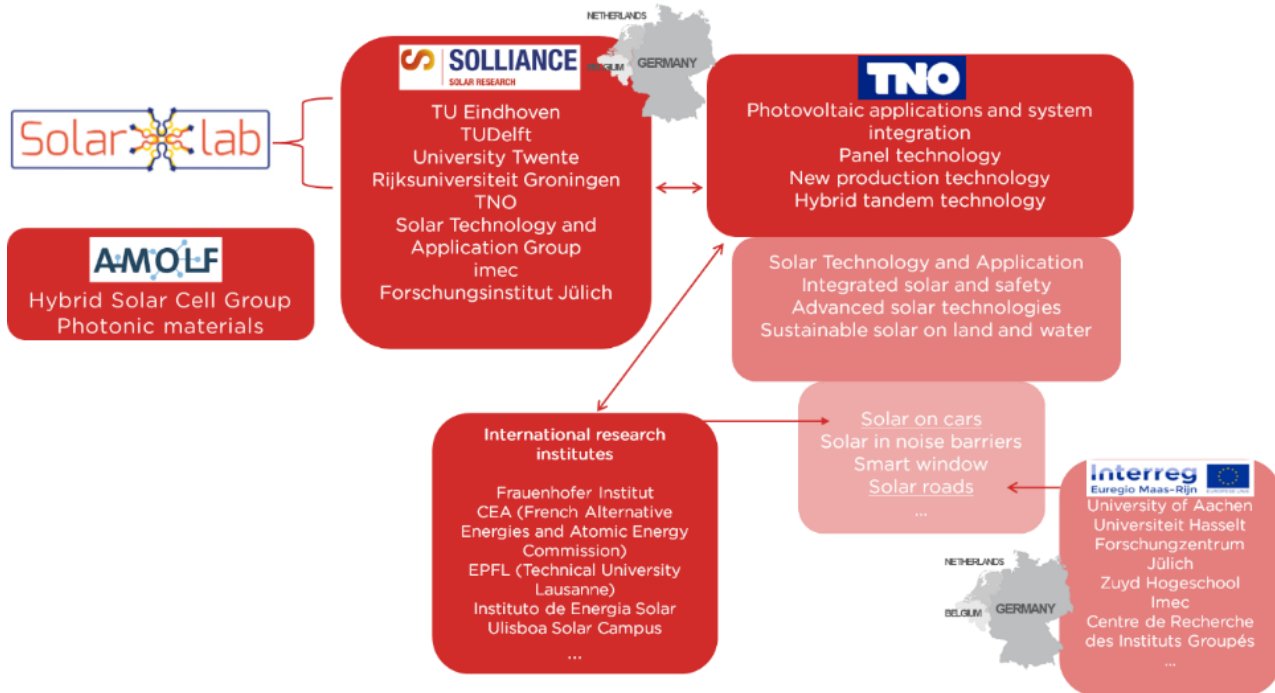 Solar lab
AMOLF
Hybrid Solar Cell Group
Photonic materials
SOLLIANCE
SOLAR RESEARCH
TU Eindhoven
TUDelft
University Twente
Rijksuniversiteit Groningen
TNO
Solar Technology and
Application Group
imec
Forschungsinstitut Jülich
NETHERLANDS
BELGIUM
GERMANY
TNO
Photovoltaic applications and system
integration
Panel technology
New production technology
Hybrid tandem technology
Solar Technology and Application
Integrated solar and safety
Advanced solar technologies
Sustainable solar on land and water
Solar on cars
Solar in noise barriers
Smart window
Solar roads
...
International research
institutes
Frauenhofer Institut
CEA (French Alternative
Energies and Atomic Energy
Commission)
EPFL (Technical University
Lausanne)
Instituto de Energia Solar
Ulisboa Solar Campus
...
Interreg
Euregio Maas-Rijn
EUROPESE UNIE
University of Aachen
Universiteit Hasselt
Forschungzentrum
Jülich
Zuyd Hogeschool
Imec
Centre de Recherche
des Instituts Groupés
...
NETHERLANDS
BELGIUM
GERMANY